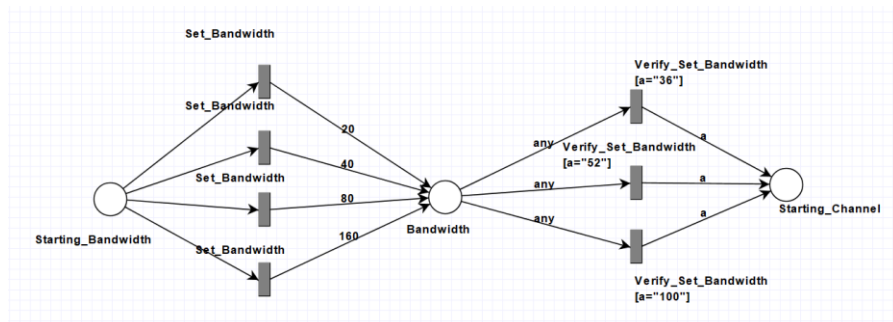 Set_Bandwidth
Verify_Set_Bandwidth
[a="36"]
Set_Bandwidth
20
any
a
Verify_Set_Bandwidth
[a="52"]
40
Set_Bandwidth
80
any
a
Starting_Bandwidth
Bandwidth
Starting_Channel
160
any
a
Set_Bandwidth
Verify_Set_Bandwidth
[a="100"]